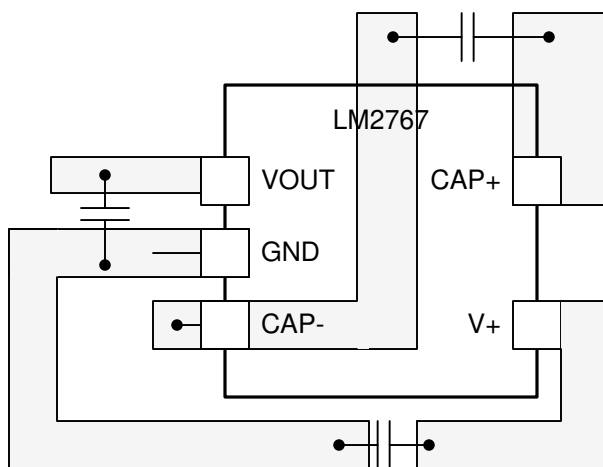 LM2767
VOUT
CAP+
GND
CAP-
V+